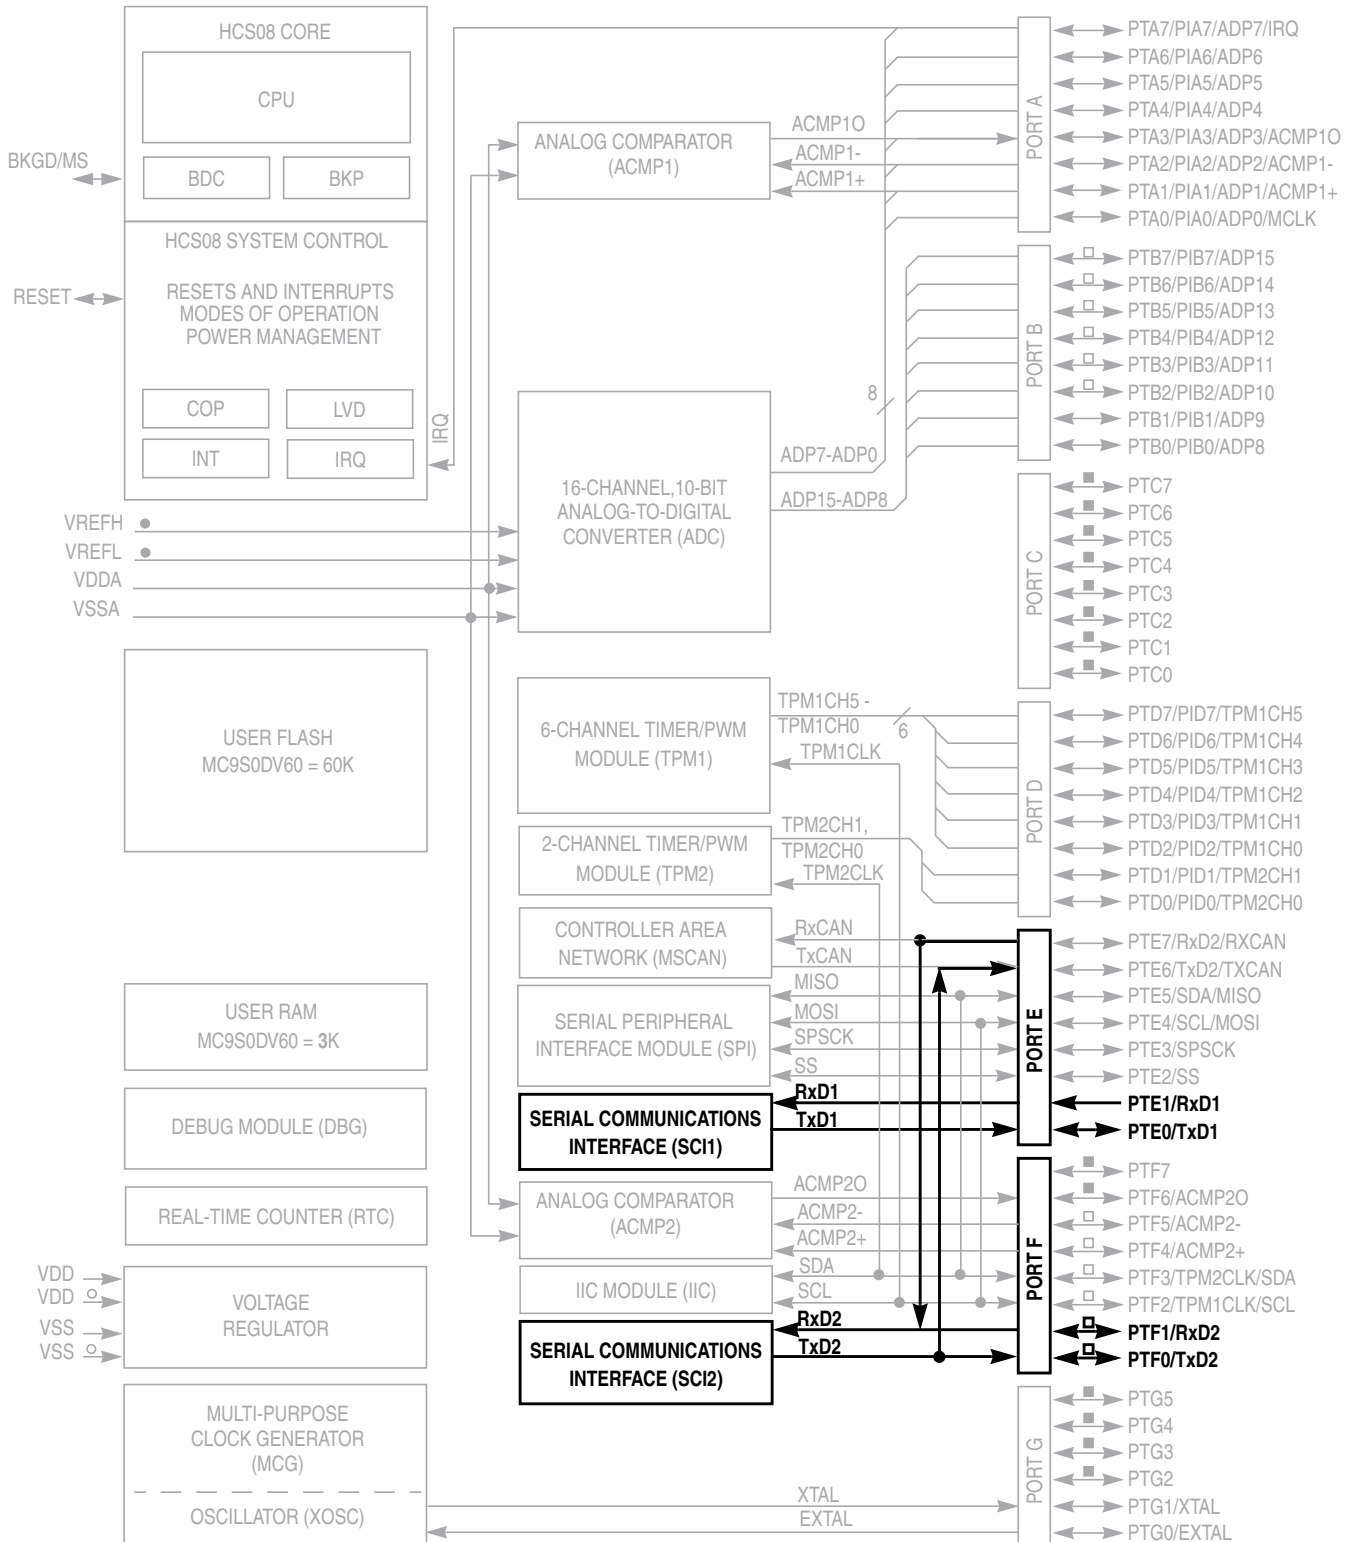 HCS08 CORE
CPU
BKGD/MS
BDC
BKP
HCS08 SYSTEM CONTROL
RESET
RESETS AND INTERRUPTS
MODES OF OPERATION
POWER MANAGEMENT
COP
LVD
INT
IRQ
IRQ
VREFH
VREFL
VDDA
VSSA
USER FLASH
MC9S0DV60 = 60K
USER RAM
MC9S0DV60 = 3K
DEBUG MODULE (DBG)
REAL-TIME COUNTER (RTC)
VDD
VDD
VSS
VSS
VOLTAGE
REGULATOR
MULTI-PURPOSE
CLOCK GENERATOR
(MCG)
OSCILLATOR (XOSC)
ANALOG COMPARATOR
(ACMP1)
ACMP1O
ACMP1-
ACMP1+
16-CHANNEL,10-BIT
ANALOG-TO-DIGITAL
CONVERTER (ADC)
8
ADP7-ADP0
ADP15-ADP8
6-CHANNEL TIMER/PWM
MODULE (TPM1)
TPM1CH5 -
TPM1CH0
6
TPM1CLK
2-CHANNEL TIMER/PWM
MODULE (TPM2)
TPM2CH1,
TPM2CH0
TPM2CLK
CONTROLLER AREA
NETWORK (MSCAN)
RxCAN
TxCAN
SERIAL PERIPHERAL
INTERFACE MODULE (SPI)
MISO
MOSI
SPSCK
SS
SERIAL COMMUNICATIONS
INTERFACE (SCI1)
RxD1
TxD1
ANALOG COMPARATOR
(ACMP2)
ACMP2O
ACMP2-
ACMP2+
IIC MODULE (IIC)
SDA
SCL
SERIAL COMMUNICATIONS
INTERFACE (SCI2)
RxD2
TxD2
XTAL
EXTAL
PORT A
PTA7/PIA7/ADP7/IRQ
PTA6/PIA6/ADP6
PTA5/PIA5/ADP5
PTA4/PIA4/ADP4
PTA3/PIA3/ADP3/ACMP1O
PTA2/PIA2/ADP2/ACMP1-
PTA1/PIA1/ADP1/ACMP1+
PTA0/PIA0/ADP0/MCLK
PORT B
PTB7/PIB7/ADP15
PTB6/PIB6/ADP14
PTB5/PIB5/ADP13
PTB4/PIB4/ADP12
PTB3/PIB3/ADP11
PTB2/PIB2/ADP10
PTB1/PIB1/ADP9
PTB0/PIB0/ADP8
PORT C
PTC7
PTC6
PTC5
PTC4
PTC3
PTC2
PTC1
PTC0
PORT D
PTD7/PID7/TPM1CH5
PTD6/PID6/TPM1CH4
PTD5/PID5/TPM1CH3
PTD4/PID4/TPM1CH2
PTD3/PID3/TPM1CH1
PTD2/PID2/TPM1CH0
PTD1/PID1/TPM2CH1
PTD0/PID0/TPM2CH0
PORT E
PTE7/RxD2/RXCAN
PTE6/TxD2/TXCAN
PTE5/SDA/MISO
PTE4/SCL/MOSI
PTE3/SPSCK
PTE2/SS
PTE1/RxD1
PTE0/TxD1
PORT F
PTF7
PTF6/ACMP2O
PTF5/ACMP2-
PTF4/ACMP2+
PTF3/TPM2CLK/SDA
PTF2/TPM1CLK/SCL
PTF1/RxD2
PTF0/TxD2
PORT G
PTG5
PTG4
PTG3
PTG2
PTG1/XTAL
PTG0/EXTAL